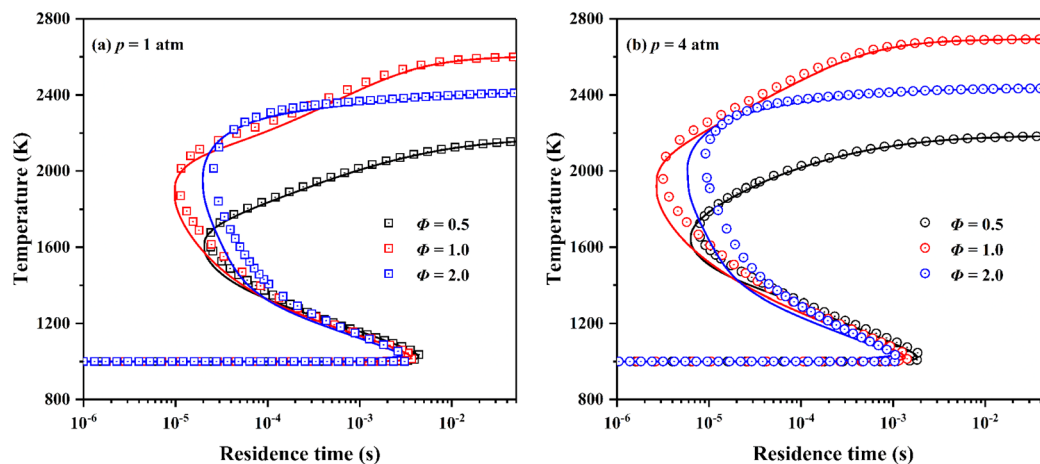 (a) p = 1 atm
Temperature (K)
2800
2400
2000
1600
1200
800
Φ = 0.5
Φ = 1.0
Φ = 2.0
10⁻⁶
10⁻⁵
10⁻⁴
10⁻³
10⁻²
Residence time (s)
(b) p = 4 atm
Temperature (K)
2800
2400
2000
1600
1200
800
Φ = 0.5
Φ = 1.0
Φ = 2.0
10⁻⁶
10⁻⁵
10⁻⁴
10⁻³
10⁻²
Residence time (s)